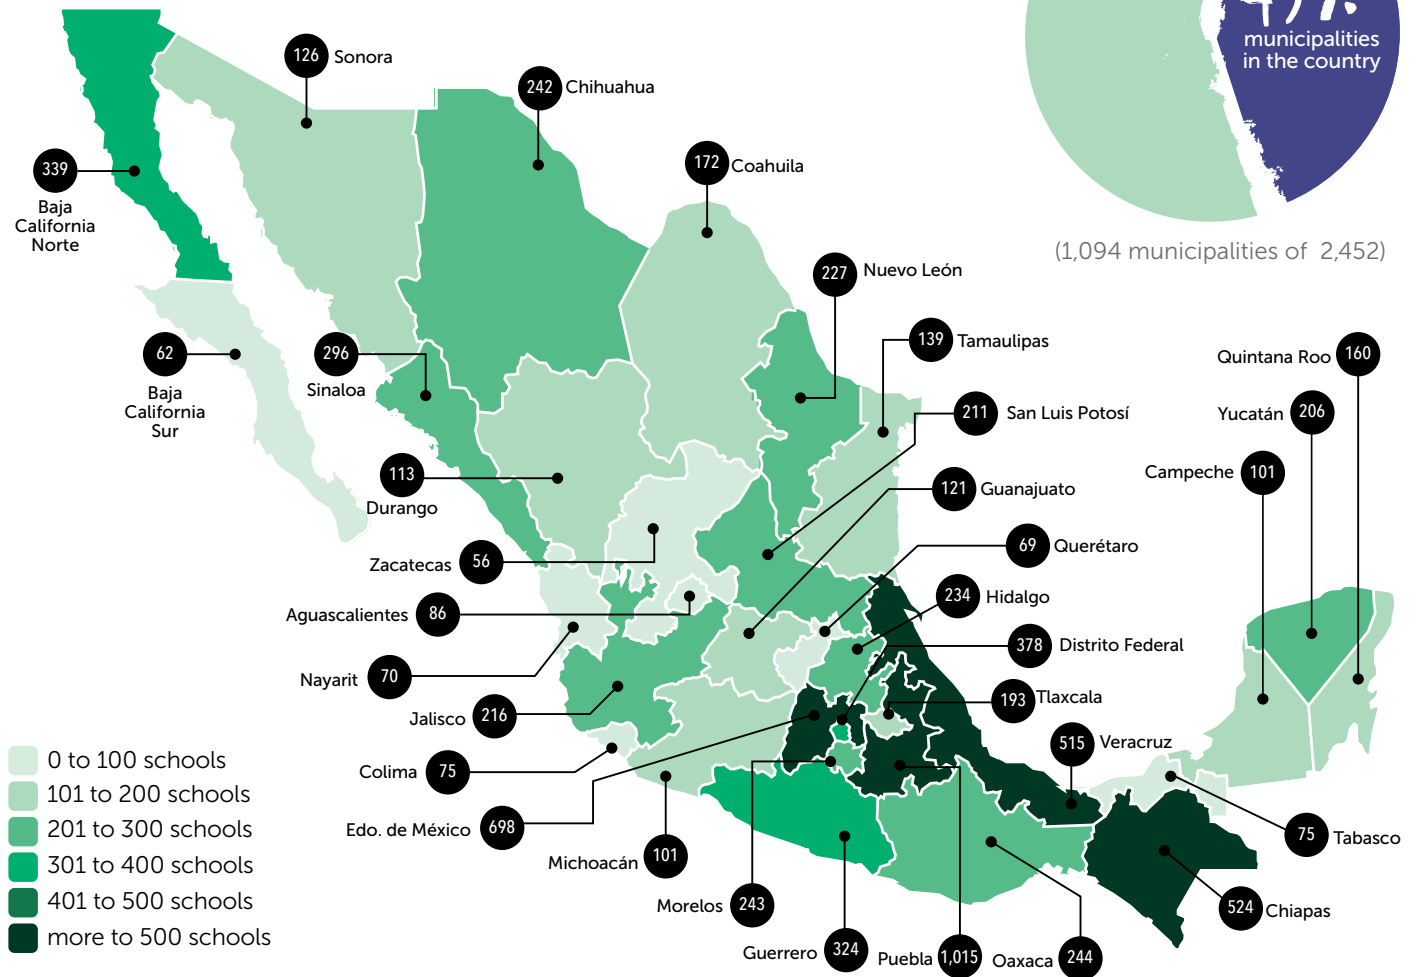 municipalities
in the country
(1,094 municipalities of 2,452)
126 Sonora
242 Chihuahua
339
Baja
California
Norte
172 Coahuila
227 Nuevo León
139 Tamaulipas
62
Baja
California
Sur
296
Sinaloa
Quintana Roo 160
211 San Luis Potosí
Yucatán 206
113
Durango
121 Guanajuato
Campeche 101
Zacatecas 56
69 Querétaro
Aguascalientes 86
234 Hidalgo
378 Distrito Federal
Nayarit 70
193 Tlaxcala
Jalisco 216
515 Veracruz
Colima 75
Edo. de México 698
75 Tabasco
Michoacán 101
Morelos 243
524 Chiapas
Guerrero 324
Puebla 1,015
Oaxaca 244
0 to 100 schools
101 to 200 schools
201 to 300 schools
301 to 400 schools
401 to 500 schools
more to 500 schools